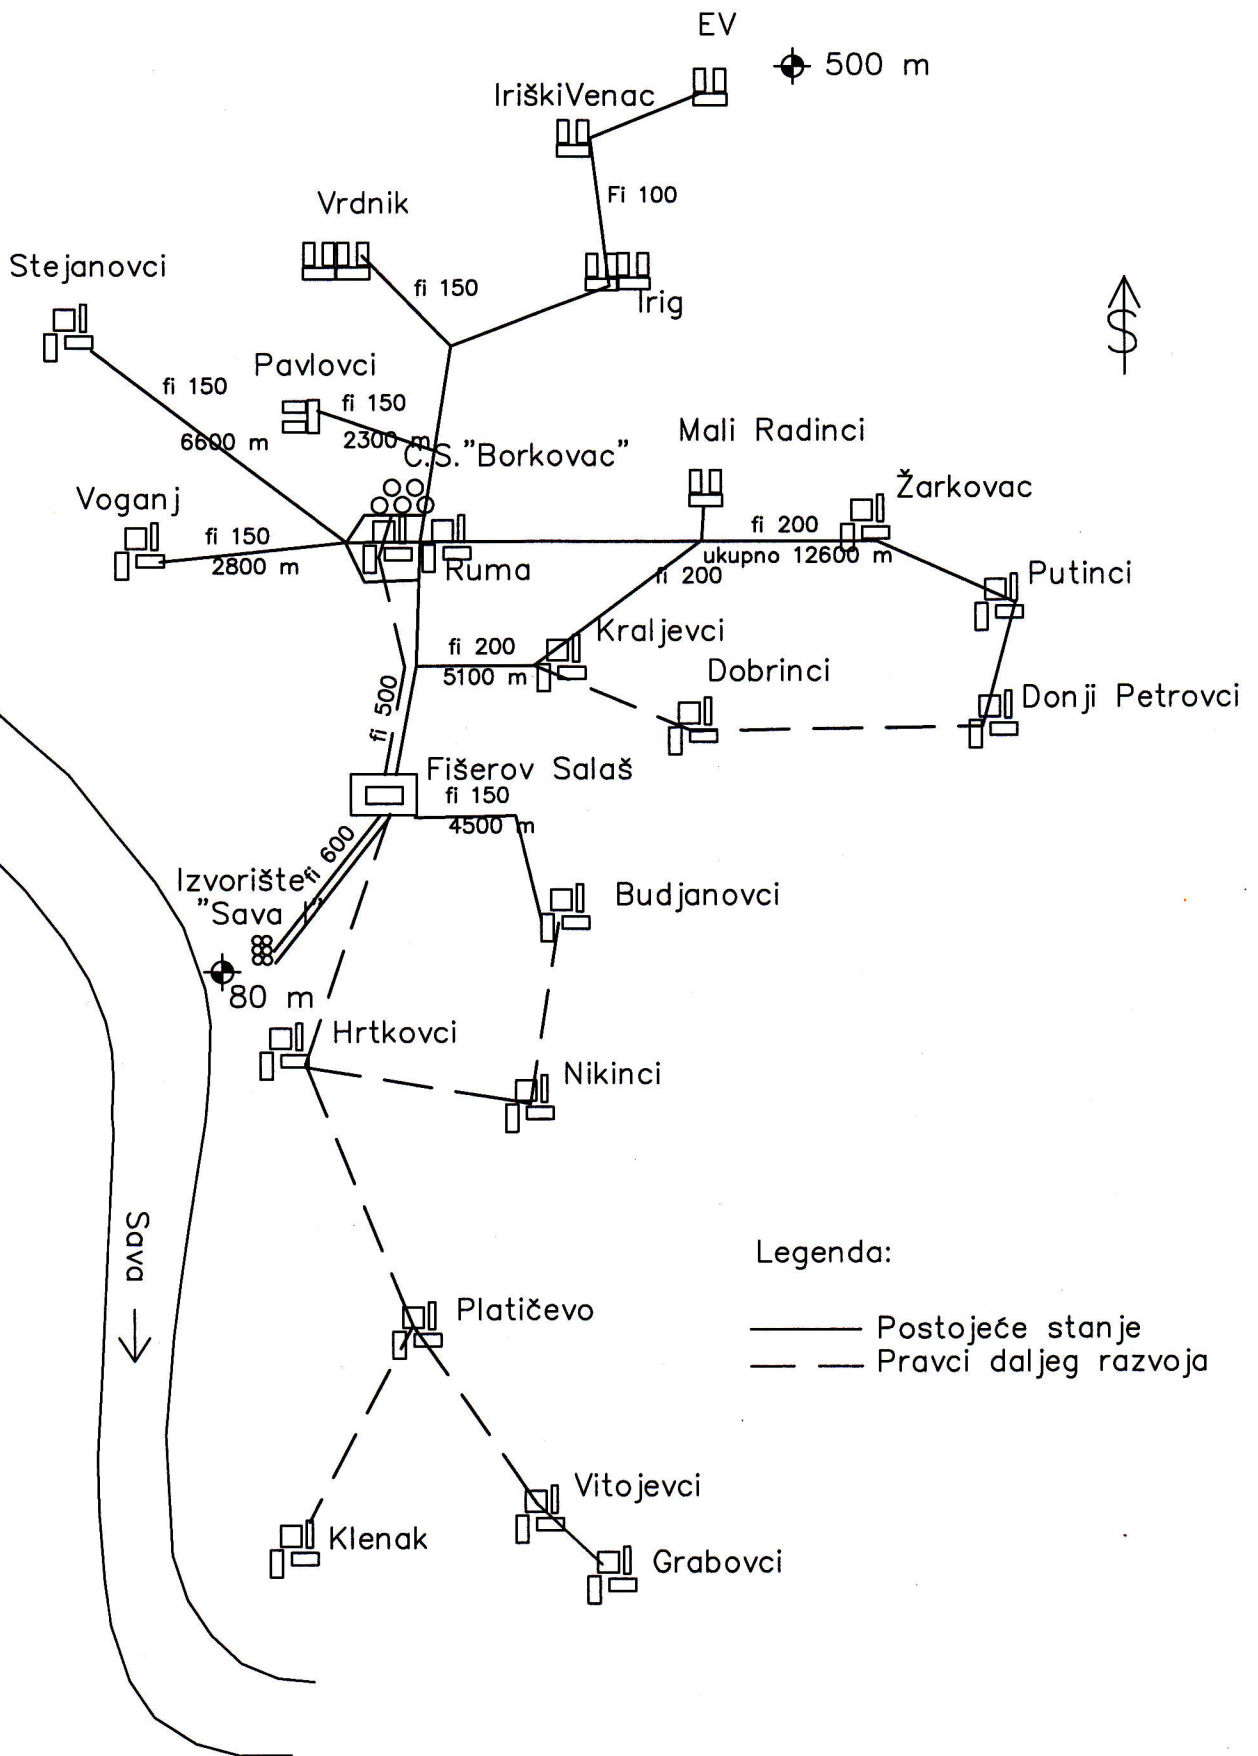 EV
500 m
IriškiVenac
Fi 100
Vrdnik
Stejanovci
fi 150
Irig
S
Pavlovci
fi 150
fi 150
6600 m
2300 m
Mali Radinci
Č.S."Borkovac"
Žarkovac
Voganj
fi 150
fi 200
2800 m
ukupno 12600 m
Ruma
fi 200
Putinci
Kraljevci
fi 200
5100 m
Dobrinci
Donji Petrovci
fi 500
Fišerov Salaš
fi 150
4500 m
fi 600
Izvorište
"Sava I"
Budjanovci
80 m
Hrtkovci
Nikinci
Sava
Legenda:
Platičevo
Postojeće stanje
Pravci daljeg razvoja
Vitojevci
Klenak
Grabovci